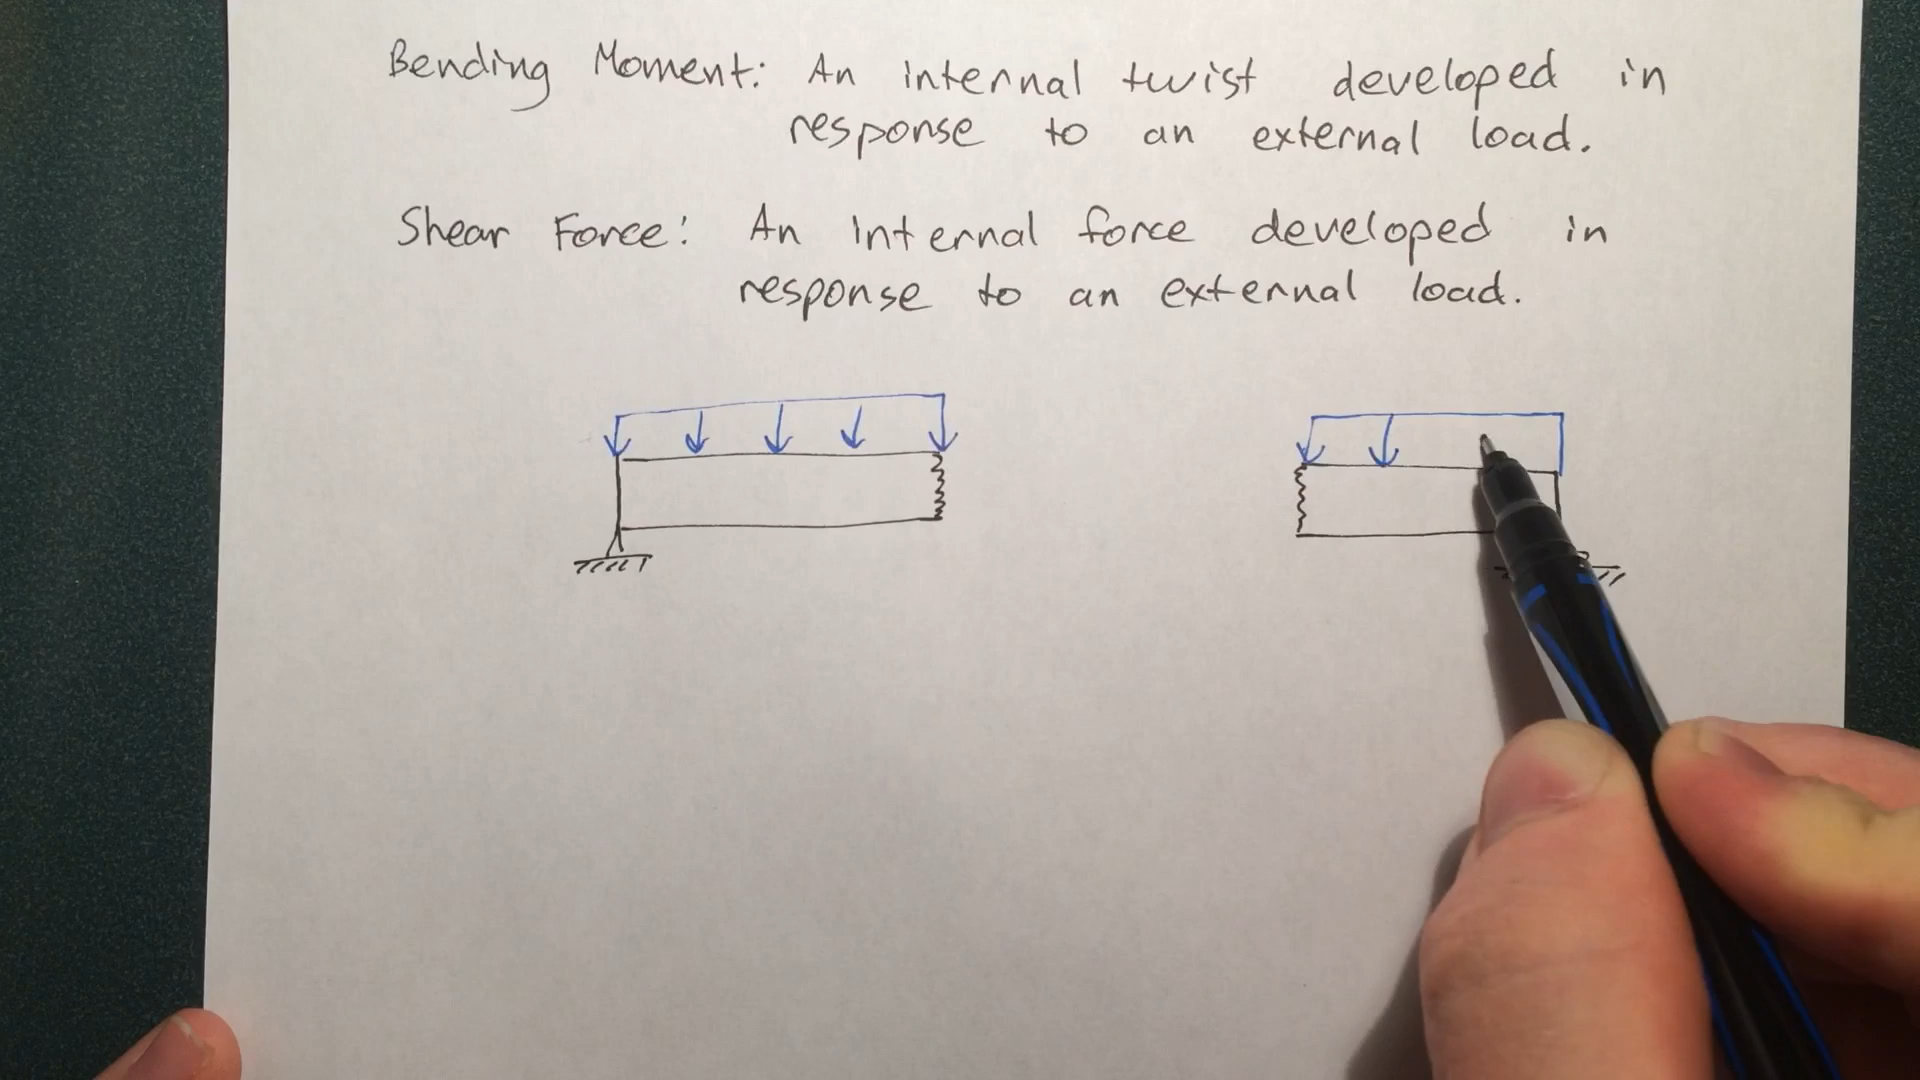 Bending Moment: An internal twist developed in
response to an external load.
Shear Force: An internal force developed in
response to an external load.